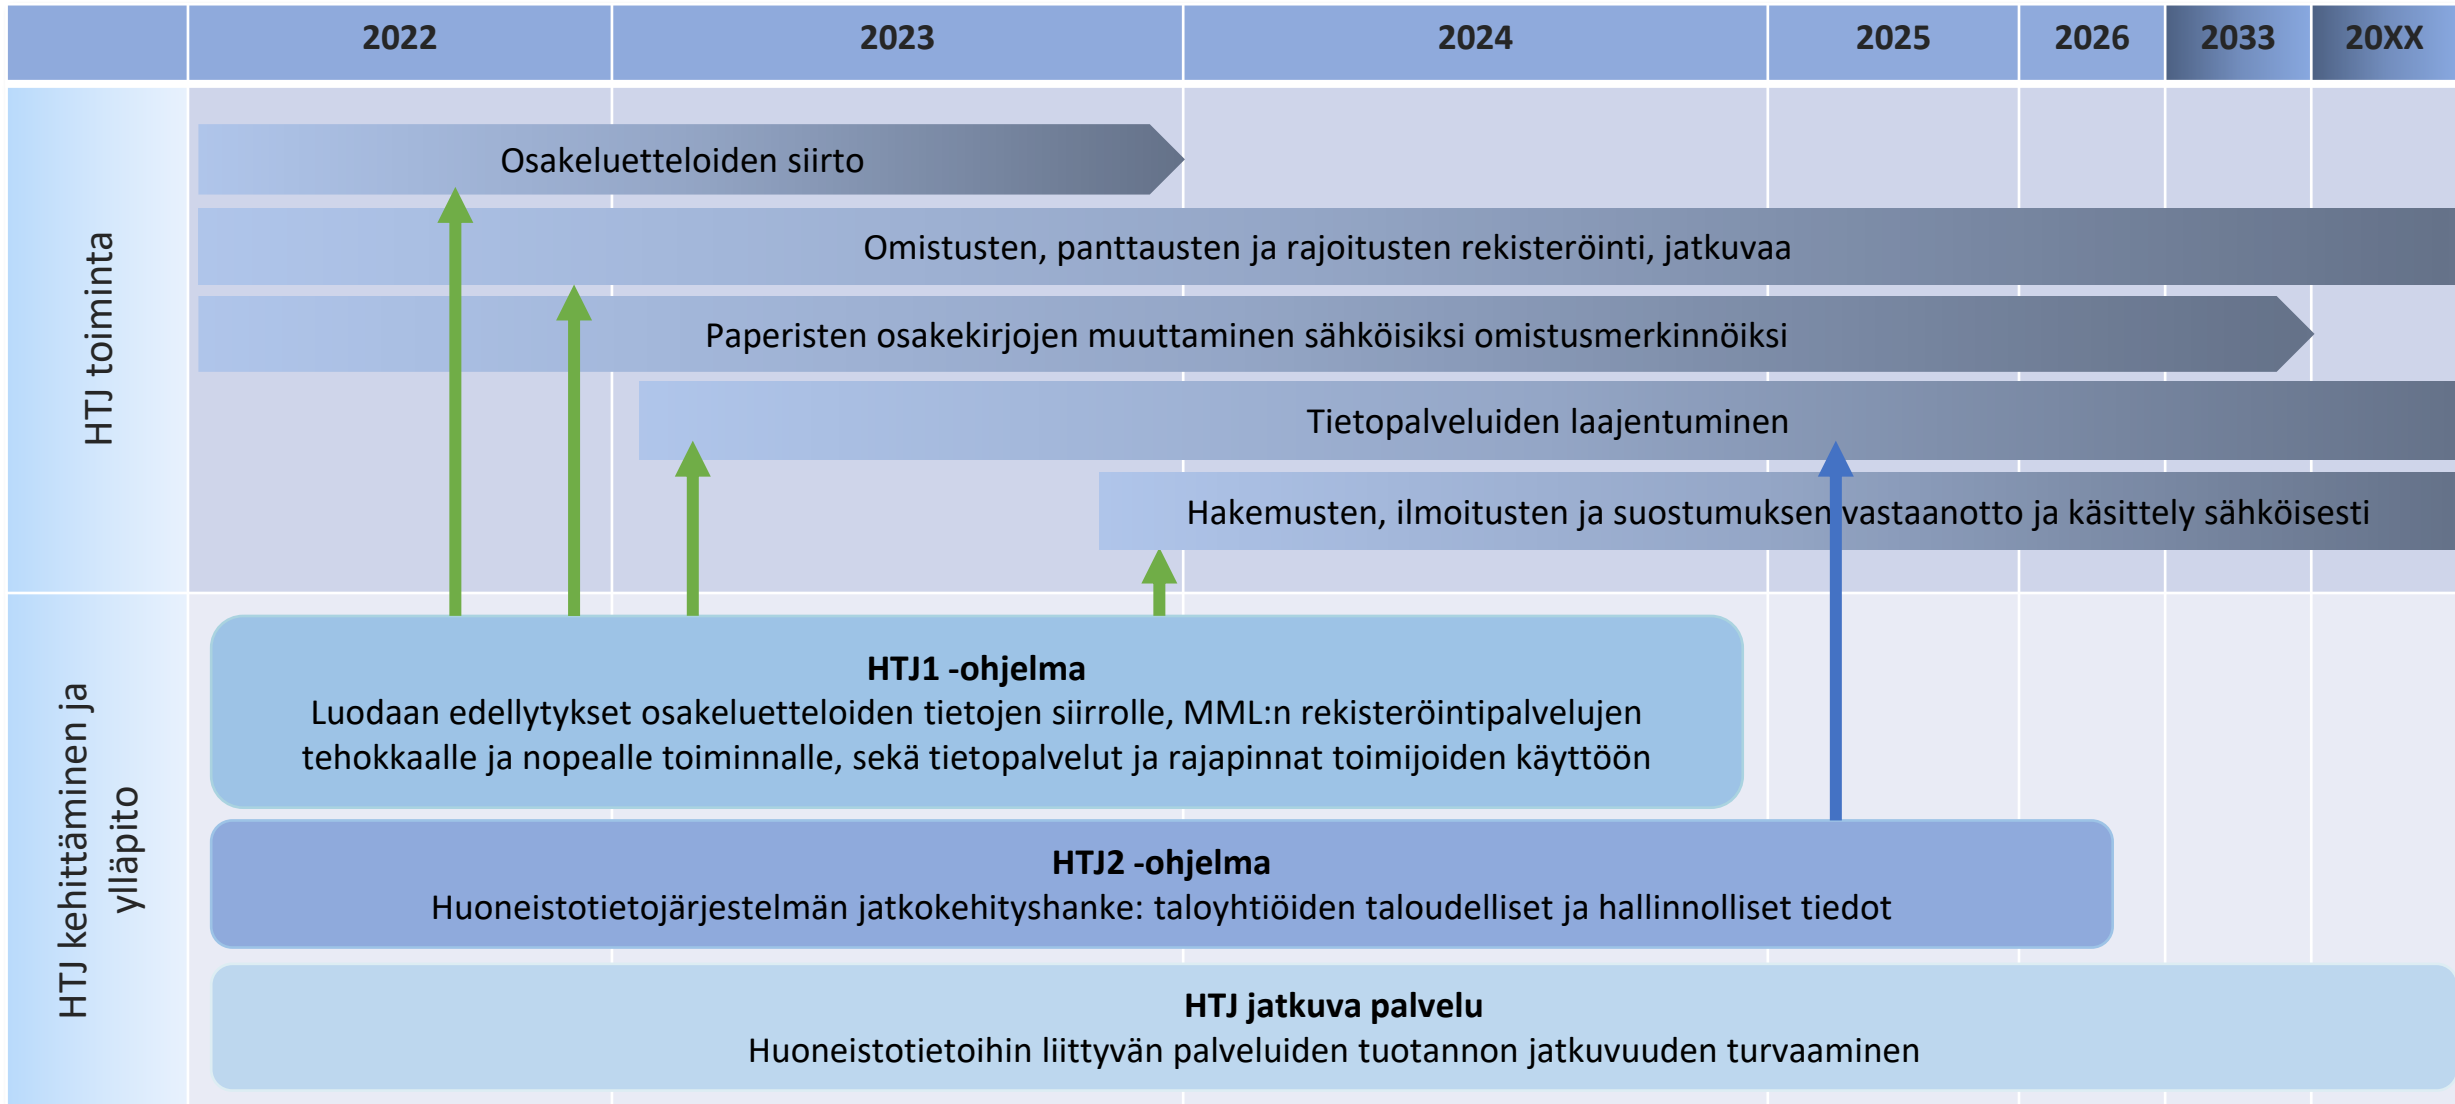 2022 2023 2024 2025 2026 2033 20XX
HTJ toiminta
Osakeluetteloiden siirto
Omistusten, panttausten ja rajoitusten rekisteröinti, jatkuvaa
Paperisten osakekirjojen muuttaminen sähköisiksi omistusmerkinnöiksi
Tietopalveluiden laajentuminen
Hakemusten, ilmoitusten ja suostumuksen vastaanotto ja käsittely sähköisesti
HTJ kehittäminen ja
ylläpito
HTJ1 -ohjelma
Luodaan edellytykset osakeluetteloiden tietojen siirrolle, MML:n rekisteröintipalvelujen
tehokkaalle ja nopealle toiminnalle, sekä tietopalvelut ja rajapinnat toimijoiden käyttöön
HTJ2 -ohjelma
Huoneistotietojärjestelmän jatkokehityshanke: taloyhtiöiden taloudelliset ja hallinnolliset tiedot
HTJ jatkuva palvelu
Huoneistotietoihin liittyvän palveluiden tuotannon jatkuvuuden turvaaminen